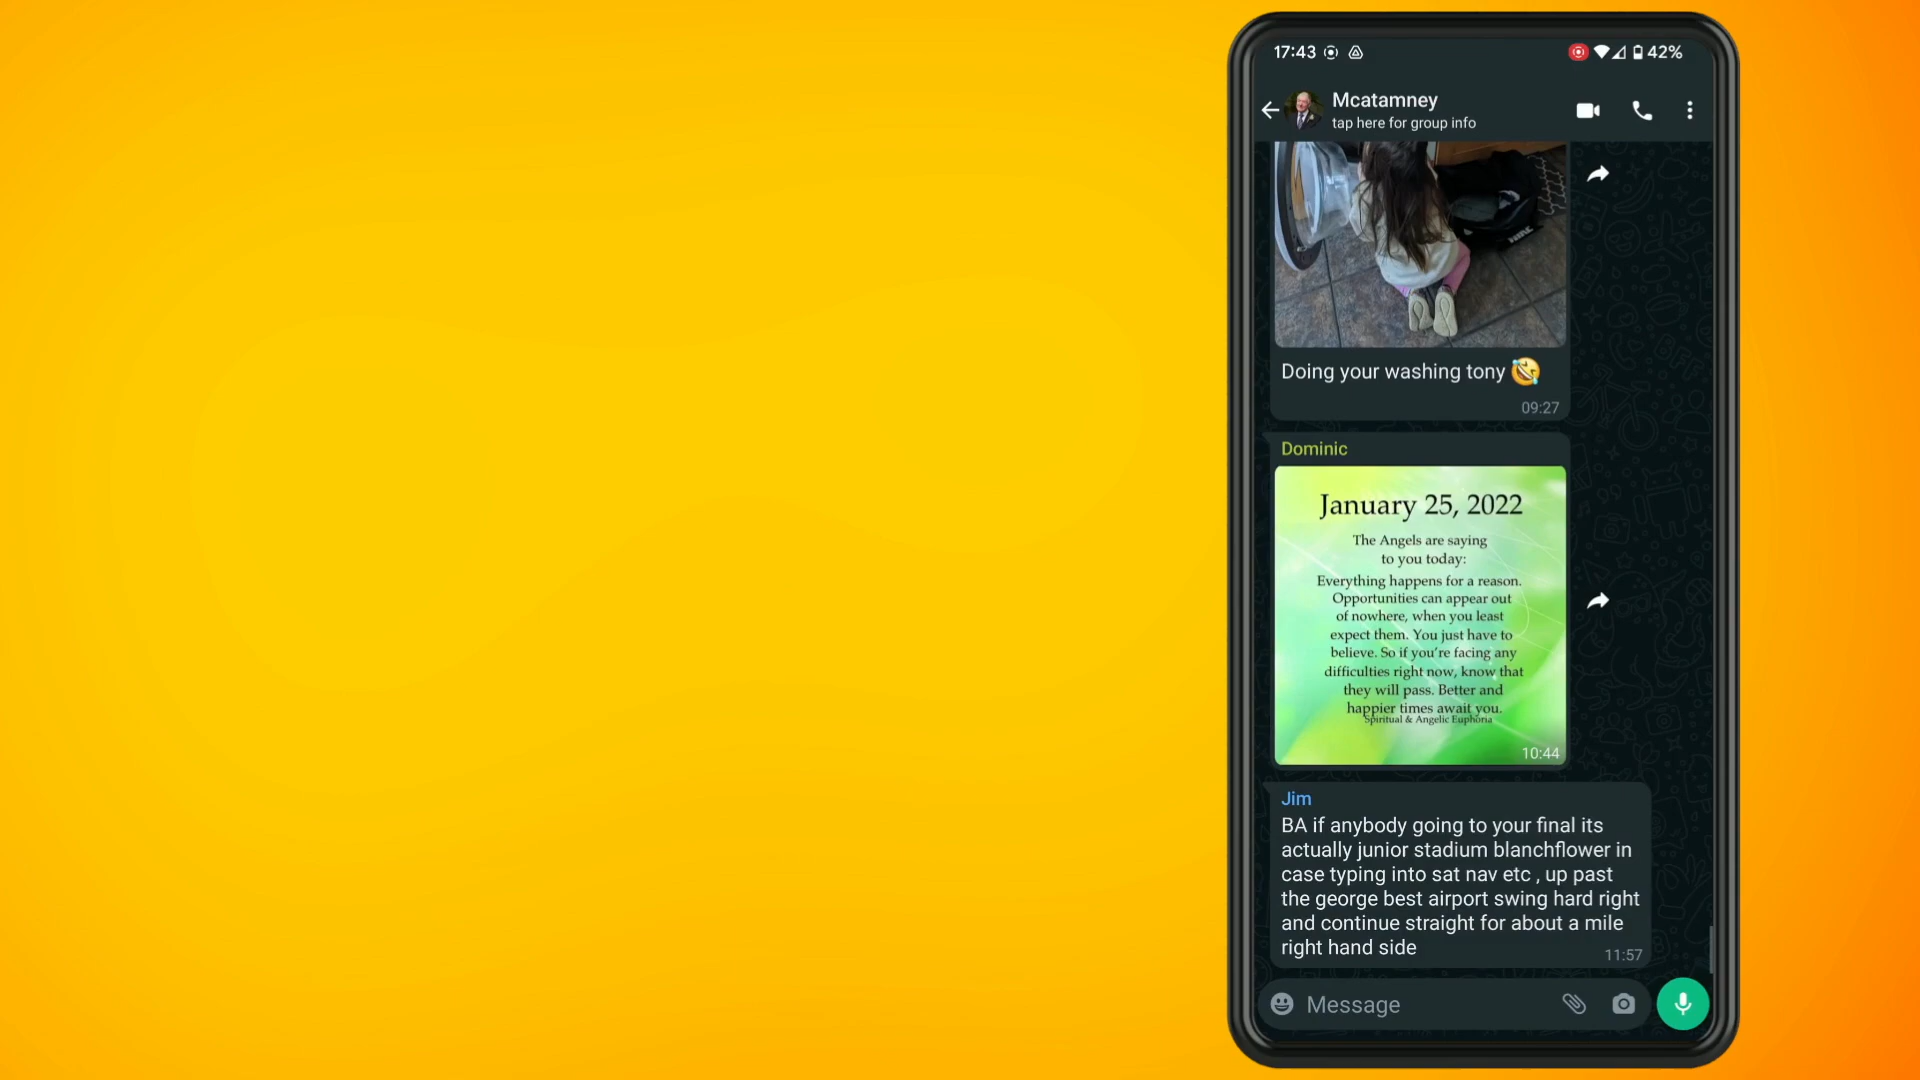 17:43
42%
Mcatamney
tap here for group info
Doing your washing tony
09:27
Dominic
January 25, 2022
The Angels are saying
to you today:
Everything happens for a reason.
Opportunities can appear out
of nowhere, when you least
expect them. You just have to
believe. So if you're facing any
difficulties right now, know that
they will pass. Better and
happier times await you.
Spiritual & Angelic Euphoria
10:44
Jim
BA if anybody going to your final its
actually junior stadium blanchflower in
case typing into sat nav etc , up past
the george best airport swing hard right
and continue straight for about a mile
right hand side
11:57
Message